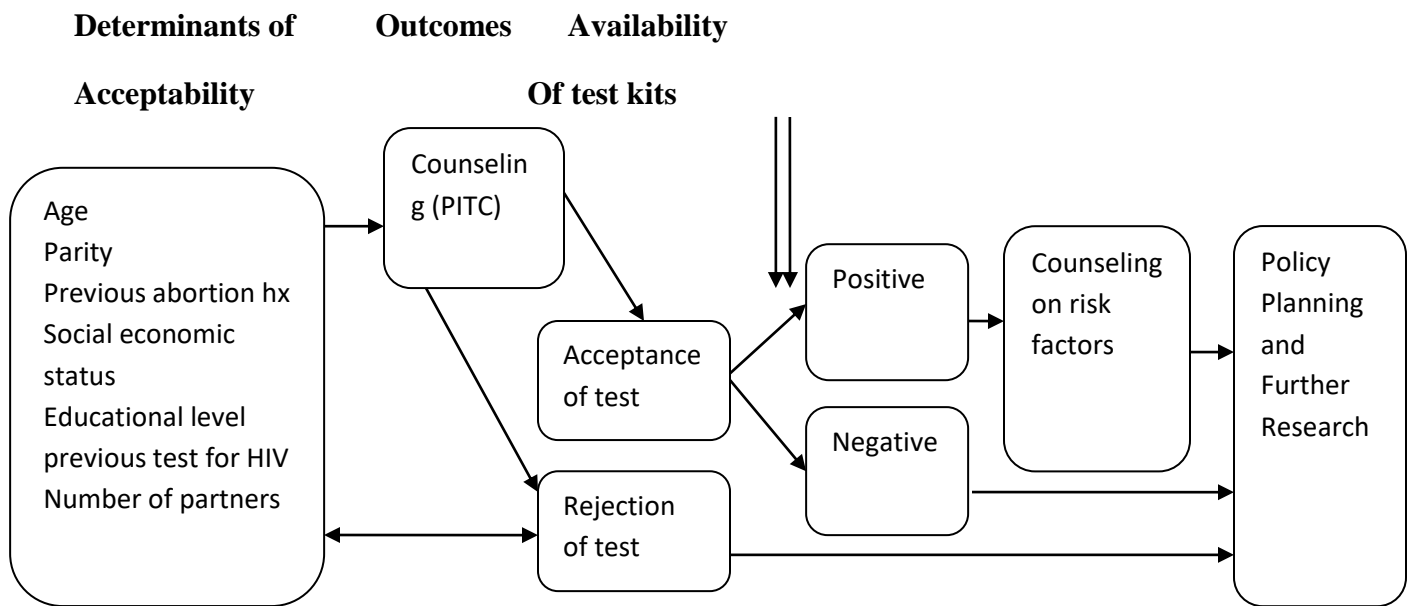 Determinants of Outcomes Availability
Acceptability Of test kits
Age
Parity
Previous abortion hx
Social economic
status
Educational level
previous test for HIV
Number of partners
Counselin
g (PITC)
Acceptance
of test
Rejection
of test
Positive
Negative
Counseling
on risk
factors
Policy
Planning
and
Further
Research